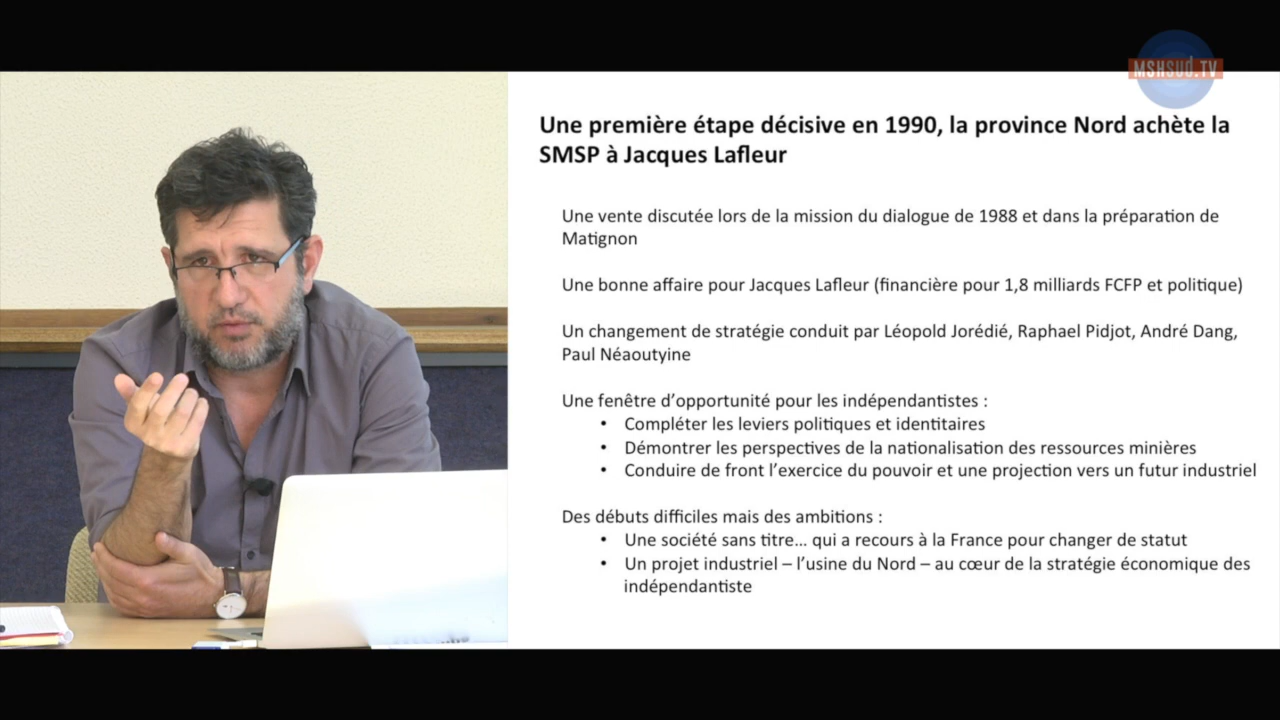 MSHSUD.TV
Une première étape décisive en 1990, la province Nord achète la
SMSP à Jacques Lafleur
Une vente discutée lors de la mission du dialogue de 1988 et dans la préparation de
Matignon
Une bonne affaire pour Jacques Lafleur (financière pour 1,8 milliards FCFP et politique)
Un changement de stratégie conduit par Léopold Jorédié, Raphael Pidjot, André Dang,
Paul Néaoutyine
Une fenêtre d’opportunité pour les indépendantistes :
• Compléter les leviers politiques et identitaires
• Démontrer les perspectives de la nationalisation des ressources minières
• Conduire de front l’exercice du pouvoir et une projection vers un futur industriel
Des débuts difficiles mais des ambitions :
• Une société sans titre… qui a recours à la France pour changer de statut
• Un projet industriel – l’usine du Nord – au cœur de la stratégie économique des
indépendantiste